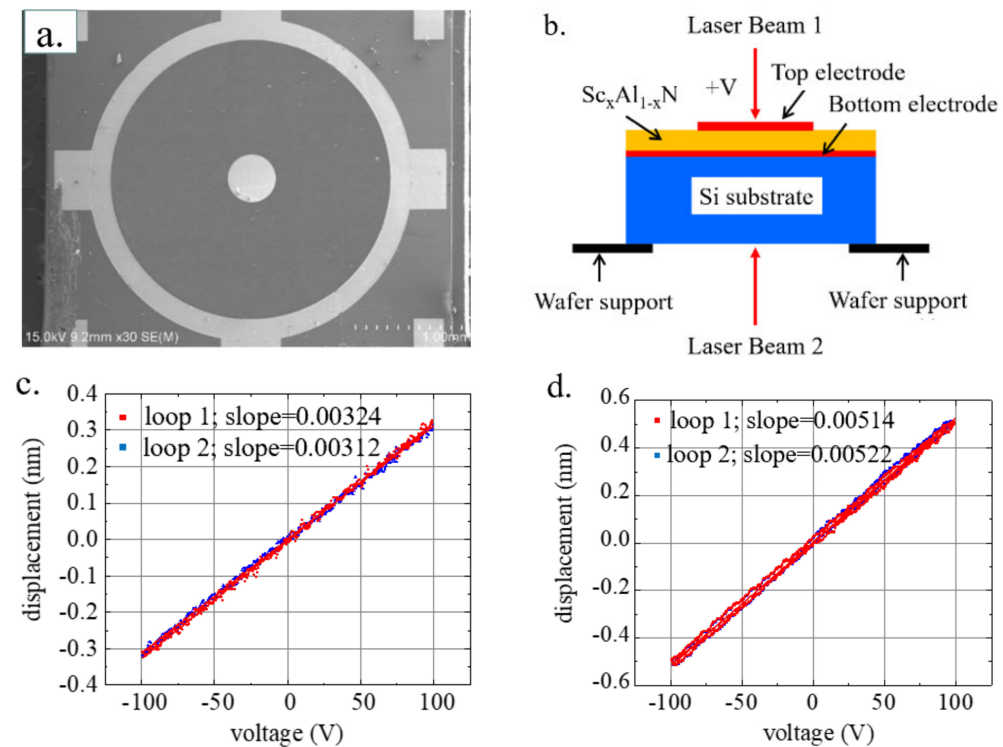 a.
15.0kV 9.2mm x30 SE(M)
1.00mm
b.
Laser Beam 1
Top electrode
+V
ScxAl1-xN
Bottom electrode
Si substrate
Wafer support
Wafer support
Laser Beam 2
c.
0.4
0.3
0.2
0.1
0.0
-0.1
-0.2
-0.3
-0.4
displacement (nm)
loop 1; slope=0.00324
loop 2; slope=0.00312
-100
-50
0
50
100
voltage (V)
d.
0.6
0.4
0.2
0.0
-0.2
-0.4
-0.6
displacement (nm)
loop 1; slope=0.00514
loop 2; slope=0.00522
-100
-50
0
50
100
voltage (V)